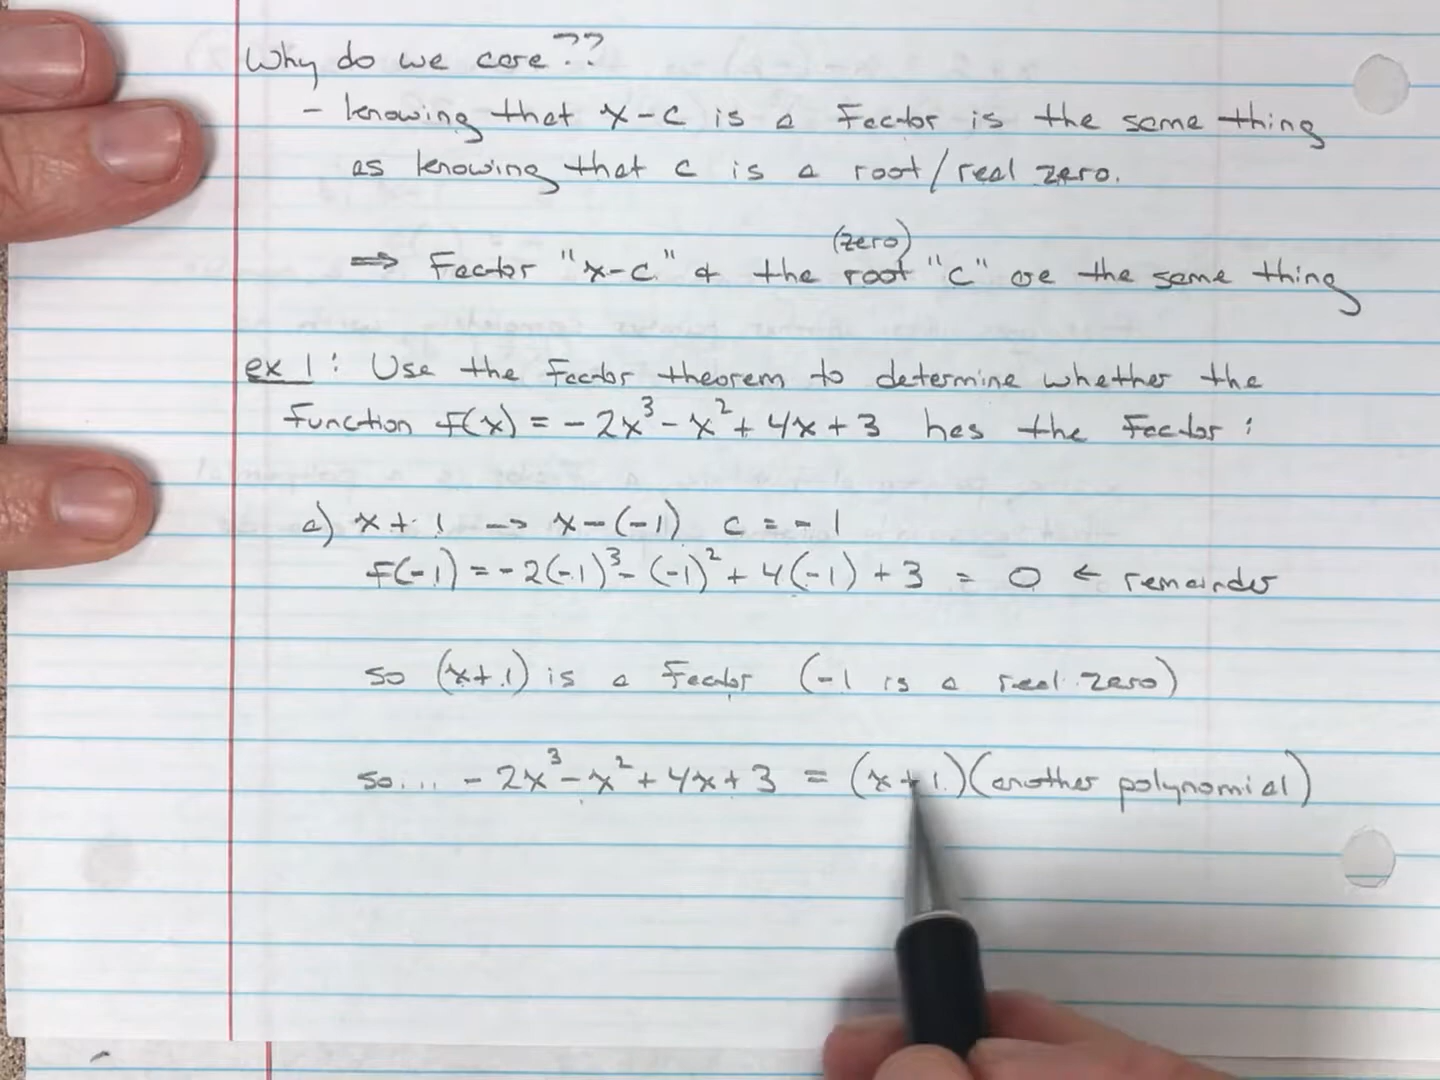 Why do we care??
- knowing that x-c is a Factor is the same thing
as knowing that c is a root/real zero.
(zero)
⇒ Factor "x-c" & the root "c" are the same thing
ex 1: Use the Factor theorem to determine whether the
function f(x) = -2x³ - x² + 4x + 3 has the Factor:
a) x + 1 → x - (-1) c = -1
f(-1) = -2(-1)³ - (-1)² + 4(-1) + 3 = 0 ← remainder
so (x+1) is a Factor (-1 is a real zero)
so... -2x³ - x² + 4x + 3 = (x+1)(another polynomial)